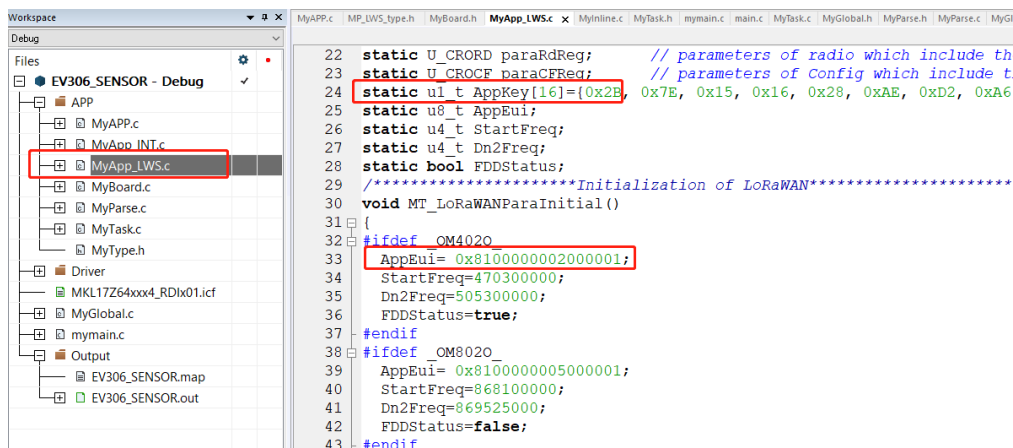 Workspace
Debug
Files
EV306_SENSOR - Debug
APP
MyAPP.c
MyApp_INT.c
MyApp_LWS.c
MyBoard.c
MyParse.c
MyTask.c
MyType.h
Driver
MKL17Z64xxx4_RDIx01.icf
MyGlobal.c
mymain.c
Output
EV306_SENSOR.map
EV306_SENSOR.out
MyAPP.c MP_LWS_type.h MyBoard.h MyApp_LWS.c x MyInline.c MyTask.h mymain.c main.c MyTask.c MyGlobal.h MyParse.h MyParse.c MyGl
22 static U_CRORD paraRdReg; // parameters of radio which include th
23 static U_CROCF paraCFReg; // parameters of Config which include t
24 static u1_t AppKey[16]={0x2B, 0x7E, 0x15, 0x16, 0x28, 0xAE, 0xD2, 0xA6
25 static u8_t AppEui;
26 static u4_t StartFreq;
27 static u4_t Dn2Freq;
28 static bool FDDStatus;
29 /**********************Initialization of LoRaWAN**********************
30 void MT_LoRaWANParaInitial()
31 {
32 #ifdef _OM402O_
33 AppEui= 0x8100000002000001;
34 StartFreq=470300000;
35 Dn2Freq=505300000;
36 FDDStatus=true;
37 #endif
38 #ifdef _OM802O_
39 AppEui= 0x8100000005000001;
40 StartFreq=868100000;
41 Dn2Freq=869525000;
42 FDDStatus=false;
43 #endif